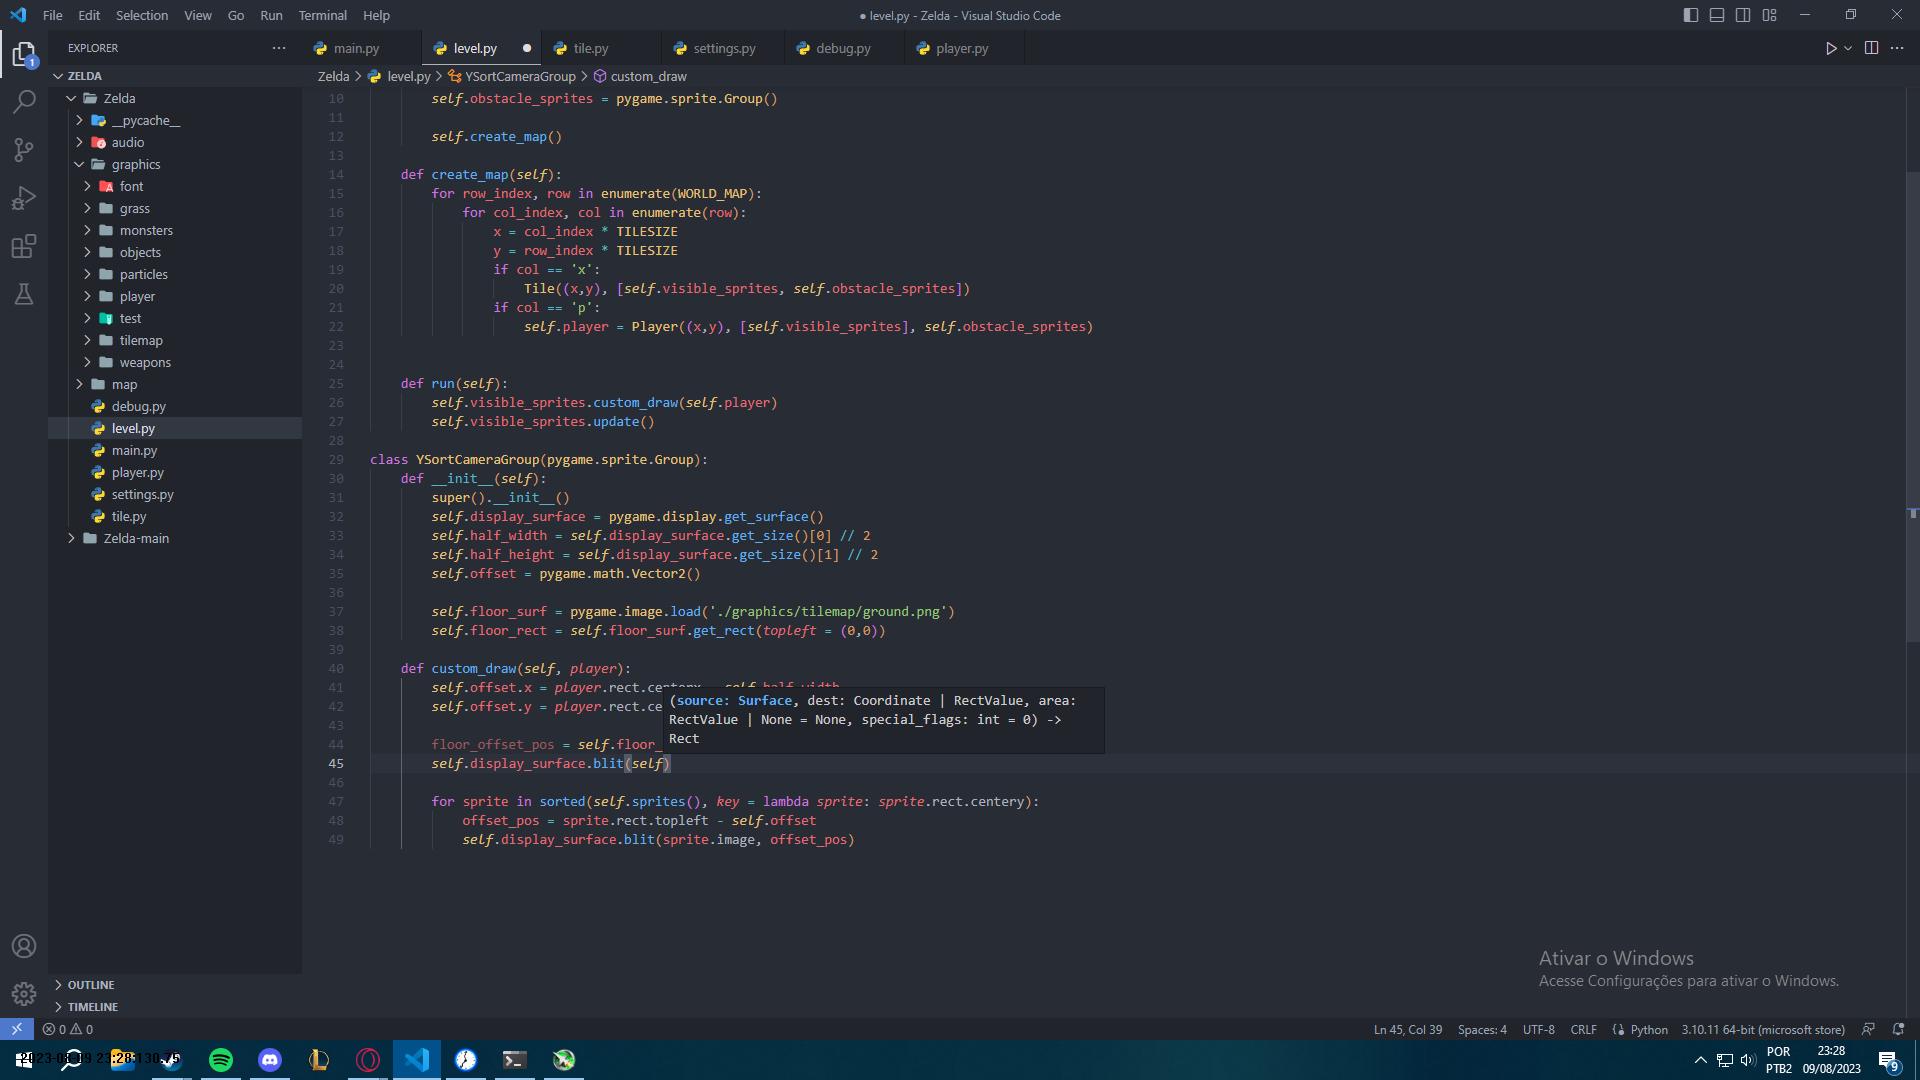 File Edit Selection View Go Run Terminal Help
● level.py - Zelda - Visual Studio Code
EXPLORER
main.py
level.py
tile.py
settings.py
debug.py
player.py
1
ZELDA
Zelda
__pycache__
audio
graphics
font
grass
monsters
objects
particles
player
test
tilemap
weapons
map
debug.py
level.py
main.py
player.py
settings.py
tile.py
Zelda-main
OUTLINE
TIMELINE
Zelda > level.py > YSortCameraGroup > custom_draw
10 self.obstacle_sprites = pygame.sprite.Group()
11
12 self.create_map()
13
14 def create_map(self):
15 for row_index, row in enumerate(WORLD_MAP):
16 for col_index, col in enumerate(row):
17 x = col_index * TILESIZE
18 y = row_index * TILESIZE
19 if col == 'x':
20 Tile((x,y), [self.visible_sprites, self.obstacle_sprites])
21 if col == 'p':
22 self.player = Player((x,y), [self.visible_sprites], self.obstacle_sprites)
23
24
25 def run(self):
26 self.visible_sprites.custom_draw(self.player)
27 self.visible_sprites.update()
28
29 class YSortCameraGroup(pygame.sprite.Group):
30 def __init__(self):
31 super().__init__()
32 self.display_surface = pygame.display.get_surface()
33 self.half_width = self.display_surface.get_size()[0] // 2
34 self.half_height = self.display_surface.get_size()[1] // 2
35 self.offset = pygame.math.Vector2()
36
37 self.floor_surf = pygame.image.load('./graphics/tilemap/ground.png')
38 self.floor_rect = self.floor_surf.get_rect(topleft = (0,0))
39
40 def custom_draw(self, player):
41 self.offset.x = player.rect.centerx - self.half_width
42 self.offset.y = player.rect.ce
43
44 floor_offset_pos = self.floor_
45 self.display_surface.blit(self)
46
47 for sprite in sorted(self.sprites(), key = lambda sprite: sprite.rect.centery):
48 offset_pos = sprite.rect.topleft - self.offset
49 self.display_surface.blit(sprite.image, offset_pos)
(source: Surface, dest: Coordinate | RectValue, area:
RectValue | None = None, special_flags: int = 0) ->
Rect
Ativar o Windows
Acesse Configurações para ativar o Windows.
0 0
Ln 45, Col 39 Spaces: 4 UTF-8 CRLF Python 3.10.11 64-bit (microsoft store)
POR
PTB2
23:28
09/08/2023
9